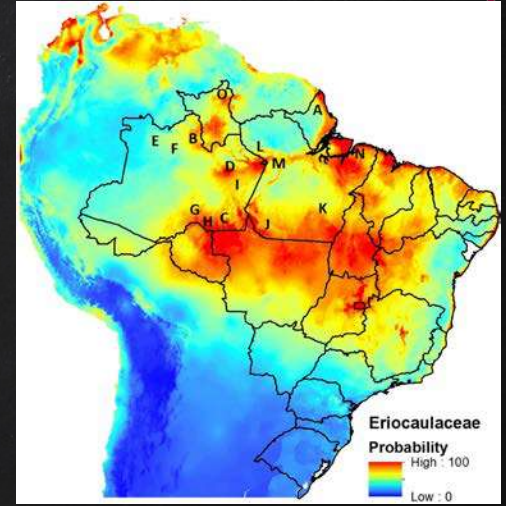 O
A
E
F
B
L
N
D
M
I
G
H
C
J
K
Eriocaulaceae
Probability
High : 100
Low : 0